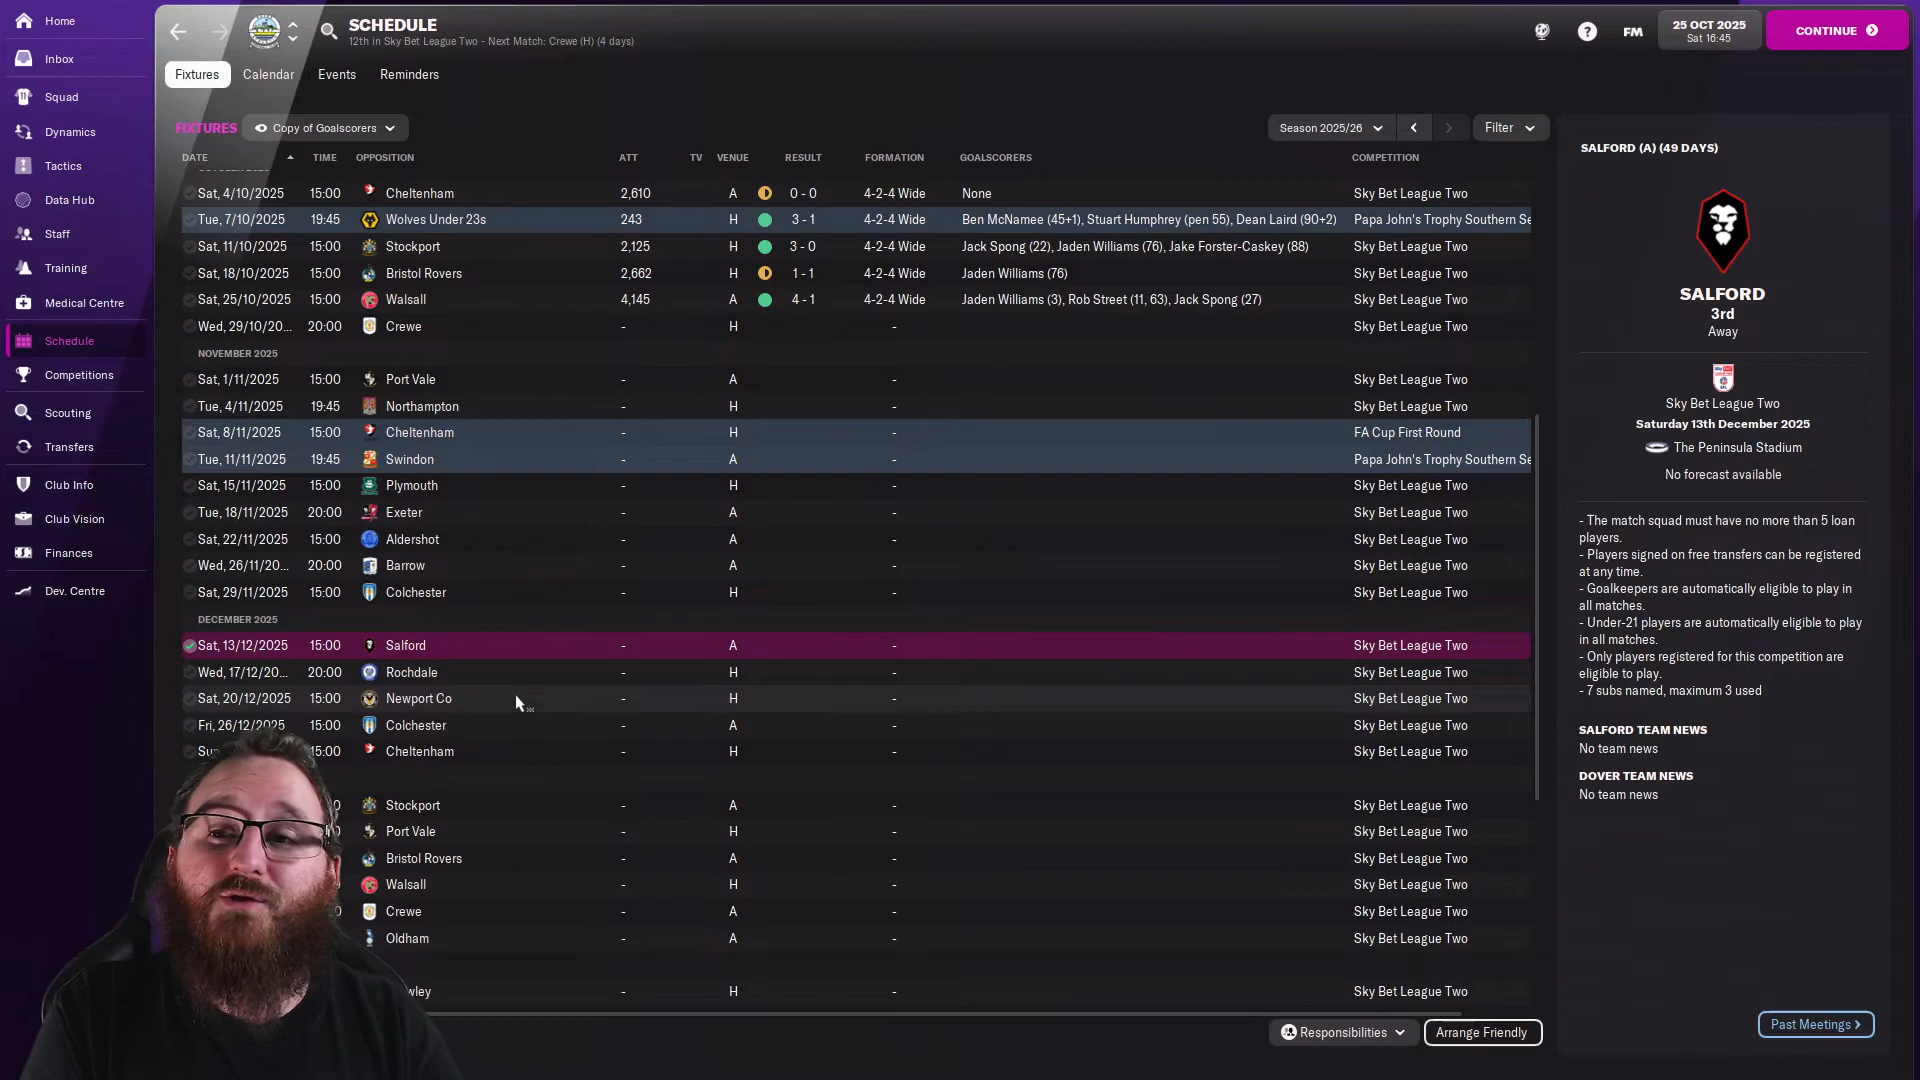 Home
Inbox
Squad
Dynamics
Tactics
Data Hub
Staff
Training
Medical Centre
Schedule
Competitions
Scouting
Transfers
Club Info
Club Vision
Finances
Dev. Centre
SCHEDULE
12th in Sky Bet League Two - Next Match: Crewe (H) (4 days)
FM
25 OCT 2025
Sat 16:45
CONTINUE
Fixtures Calendar Events Reminders
FIXTURES Copy of Goalscorers Season 2025/26 Filter
DATE TIME OPPOSITION ATT TV VENUE RESULT FORMATION GOALSCORERS COMPETITION
Sat, 4/10/2025 15:00 Cheltenham 2,610 A 0 - 0 4-2-4 Wide None Sky Bet League Two
Tue, 7/10/2025 19:45 Wolves Under 23s 243 H 3 - 1 4-2-4 Wide Ben McNamee (45+1), Stuart Humphrey (pen 55), Dean Laird (90+2) Papa John's Trophy Southern Se
Sat, 11/10/2025 15:00 Stockport 2,125 H 3 - 0 4-2-4 Wide Jack Spong (22), Jaden Williams (76), Jake Forster-Caskey (88) Sky Bet League Two
Sat, 18/10/2025 15:00 Bristol Rovers 2,662 H 1 - 1 4-2-4 Wide Jaden Williams (76) Sky Bet League Two
Sat, 25/10/2025 15:00 Walsall 4,145 A 4 - 1 4-2-4 Wide Jaden Williams (3), Rob Street (11, 63), Jack Spong (27) Sky Bet League Two
Wed, 29/10/20... 20:00 Crewe - H - Sky Bet League Two
NOVEMBER 2025
Sat, 1/11/2025 15:00 Port Vale - A - Sky Bet League Two
Tue, 4/11/2025 19:45 Northampton - H - Sky Bet League Two
Sat, 8/11/2025 15:00 Cheltenham - H - FA Cup First Round
Tue, 11/11/2025 19:45 Swindon - A - Papa John's Trophy Southern Se
Sat, 15/11/2025 15:00 Plymouth - H - Sky Bet League Two
Tue, 18/11/2025 20:00 Exeter - A - Sky Bet League Two
Sat, 22/11/2025 15:00 Aldershot - A - Sky Bet League Two
Wed, 26/11/20... 20:00 Barrow - A - Sky Bet League Two
Sat, 29/11/2025 15:00 Colchester - H - Sky Bet League Two
DECEMBER 2025
Sat, 13/12/2025 15:00 Salford - A - Sky Bet League Two
Wed, 17/12/20... 20:00 Rochdale - H - Sky Bet League Two
Sat, 20/12/2025 15:00 Newport Co - H - Sky Bet League Two
Fri, 26/12/2025 15:00 Colchester - A - Sky Bet League Two
15:00 Cheltenham - H - Sky Bet League Two
Stockport - A - Sky Bet League Two
Port Vale - H - Sky Bet League Two
Bristol Rovers - A - Sky Bet League Two
Walsall - H - Sky Bet League Two
Crewe - A - Sky Bet League Two
Oldham - A - Sky Bet League Two
- H - Sky Bet League Two
Responsibilities Arrange Friendly
SALFORD (A) (49 DAYS)
SALFORD
3rd
Away
Sky Bet League Two
Saturday 13th December 2025
The Peninsula Stadium
No forecast available
- The match squad must have no more than 5 loan
players.
- Players signed on free transfers can be registered
at any time.
- Goalkeepers are automatically eligible to play in
all matches.
- Under-21 players are automatically eligible to play
in all matches.
- Only players registered for this competition are
eligible to play.
- 7 subs named, maximum 3 used
SALFORD TEAM NEWS
No team news
DOVER TEAM NEWS
No team news
Past Meetings